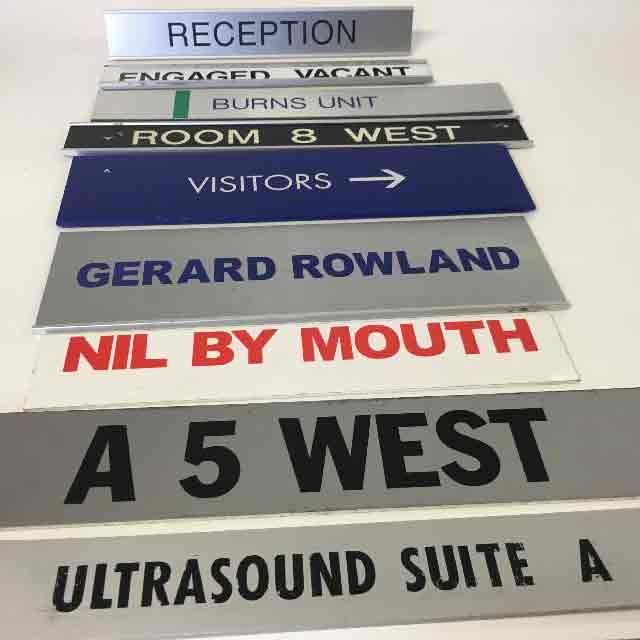 RECEPTION
ENGAGED VACANT
BURNS UNIT
ROOM 8 WEST
VISITORS →
GERARD ROWLAND
NIL BY MOUTH
A 5 WEST
ULTRASOUND SUITE A